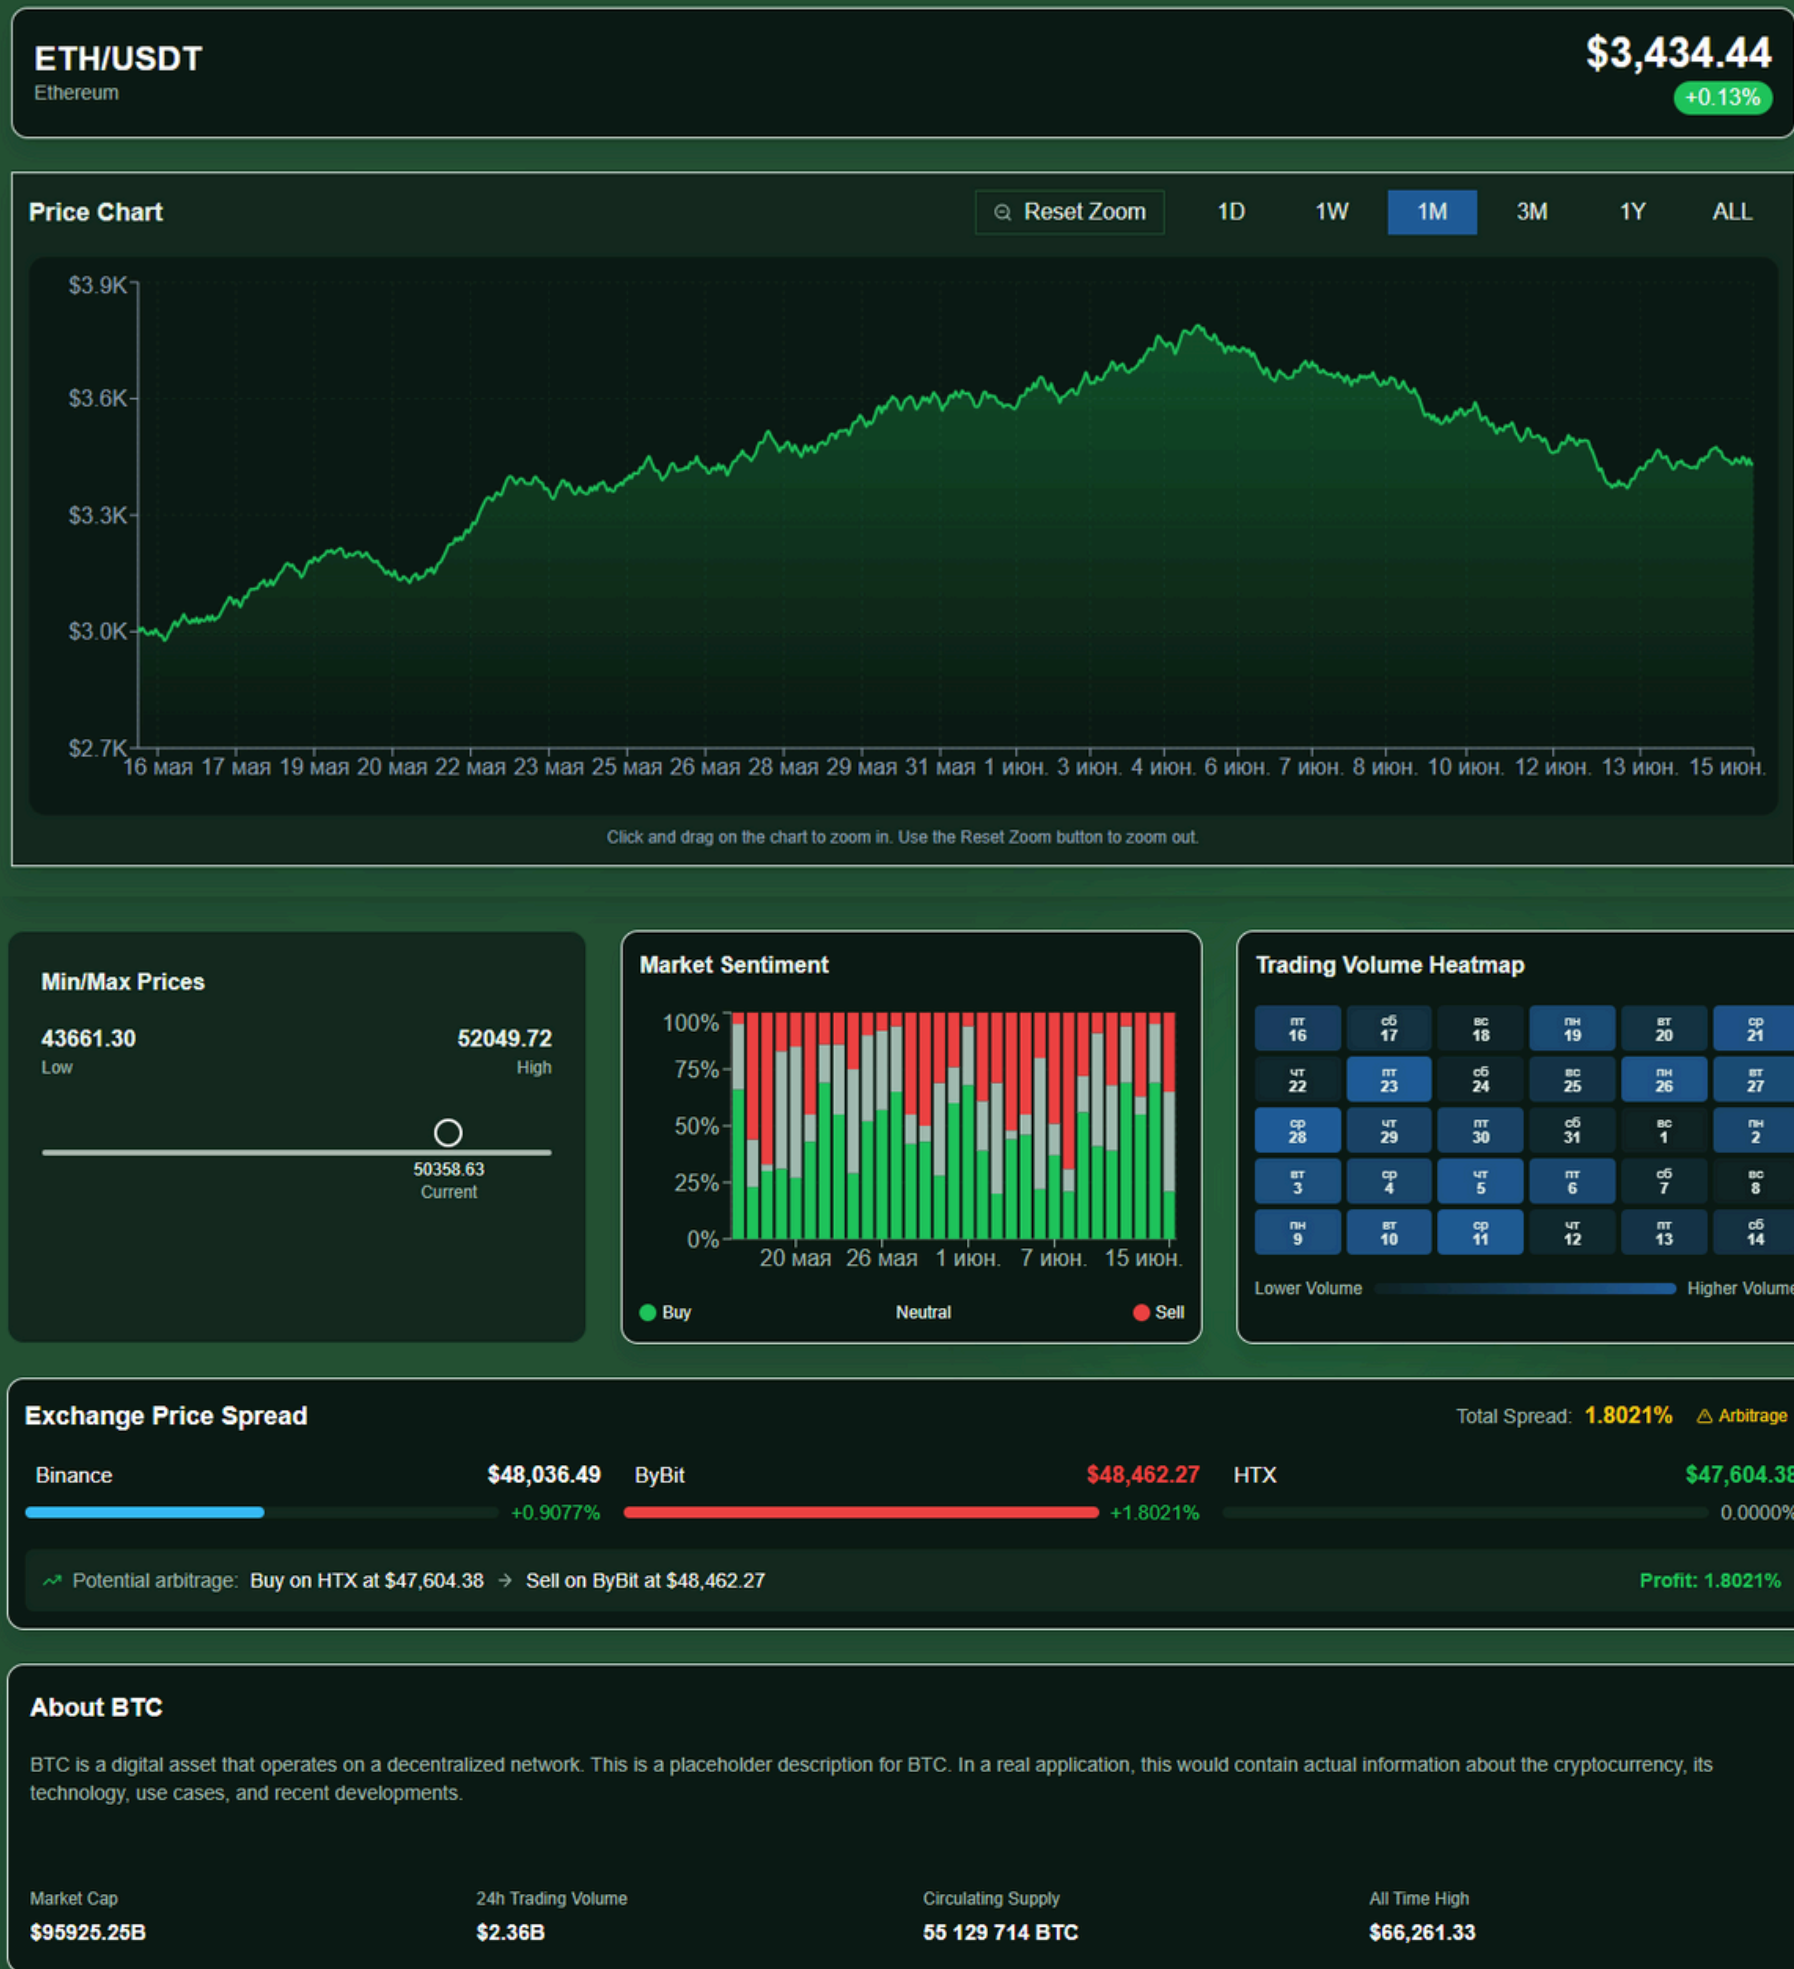 ETH/USDT
Ethereum
$3,434.44
+0.13%
Price Chart
Reset Zoom 1D 1W 1M 3M 1Y ALL
$3.9K
$3.6K
$3.3K
$3.0K
$2.7K
16 мая 17 мая 19 мая 20 мая 22 мая 23 мая 25 мая 26 мая 28 мая 29 мая 31 мая 1 июн. 3 июн. 4 июн. 6 июн. 7 июн. 8 июн. 10 июн. 12 июн. 13 июн. 15 июн.
Click and drag on the chart to zoom in. Use the Reset Zoom button to zoom out.
Min/Max Prices
43661.30 52049.72
Low High
50358.63
Current
Market Sentiment
100%
75%
50%
25%
0%
20 мая 26 мая 1 июн. 7 июн. 15 июн.
Buy Neutral Sell
Trading Volume Heatmap
пт сб вс пн вт ср
16 17 18 19 20 21
чт пт сб вс пн вт
22 23 24 25 26 27
ср чт пт сб вс пн
28 29 30 31 1 2
вт ср чт пт сб вс
3 4 5 6 7 8
пн вт ср чт пт сб
9 10 11 12 13 14
Lower Volume Higher Volume
Exchange Price Spread
Total Spread: 1.8021% Arbitrage
Binance $48,036.49
+0.9077%
ByBit $48,462.27
+1.8021%
HTX $47,604.38
0.0000%
Potential arbitrage: Buy on HTX at $47,604.38 → Sell on ByBit at $48,462.27
Profit: 1.8021%
About BTC
BTC is a digital asset that operates on a decentralized network. This is a placeholder description for BTC. In a real application, this would contain actual information about the cryptocurrency, its
technology, use cases, and recent developments.
Market Cap 24h Trading Volume Circulating Supply All Time High
$95925.25B $2.36B 55 129 714 BTC $66,261.33